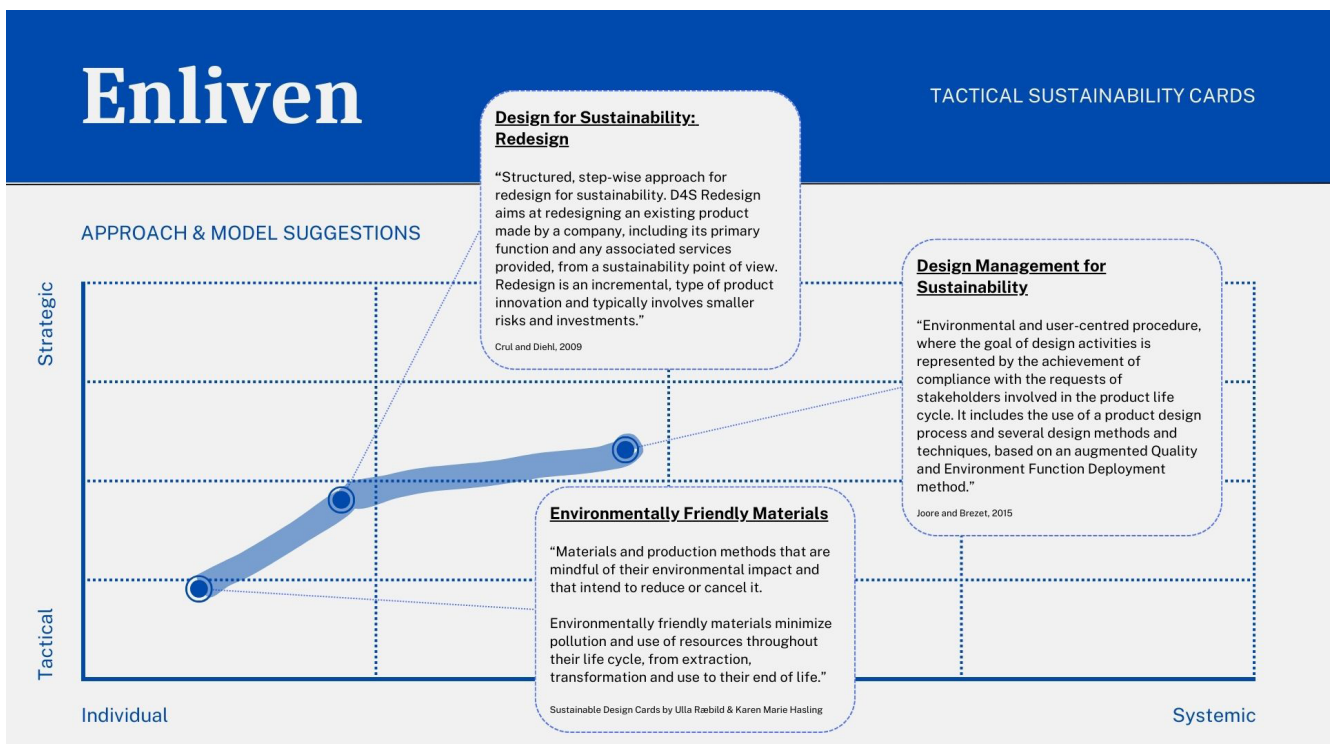 Enliven
TACTICAL SUSTAINABILITY CARDS
Design for Sustainability:
Redesign
“Structured, step-wise approach for
redesign for sustainability. D4S Redesign
aims at redesigning an existing product
made by a company, including its primary
function and any associated services
provided, from a sustainability point of view.
Redesign is an incremental, type of product
innovation and typically involves smaller
risks and investments.”
Crul and Diehl, 2009
APPROACH & MODEL SUGGESTIONS
Design Management for
Sustainability
“Environmental and user-centred procedure,
where the goal of design activities is
represented by the achievement of
compliance with the requests of
stakeholders involved in the product life
cycle. It includes the use of a product design
process and several design methods and
techniques, based on an augmented Quality
and Environment Function Deployment
method.”
Joore and Brezet, 2015
Strategic
Environmentally Friendly Materials
“Materials and production methods that are
mindful of their environmental impact and
that intend to reduce or cancel it.
Environmentally friendly materials minimize
pollution and use of resources throughout
their life cycle, from extraction,
transformation and use to their end of life.”
Sustainable Design Cards by Ulla Ræbild & Karen Marie Hasling
Tactical
Individual
Systemic